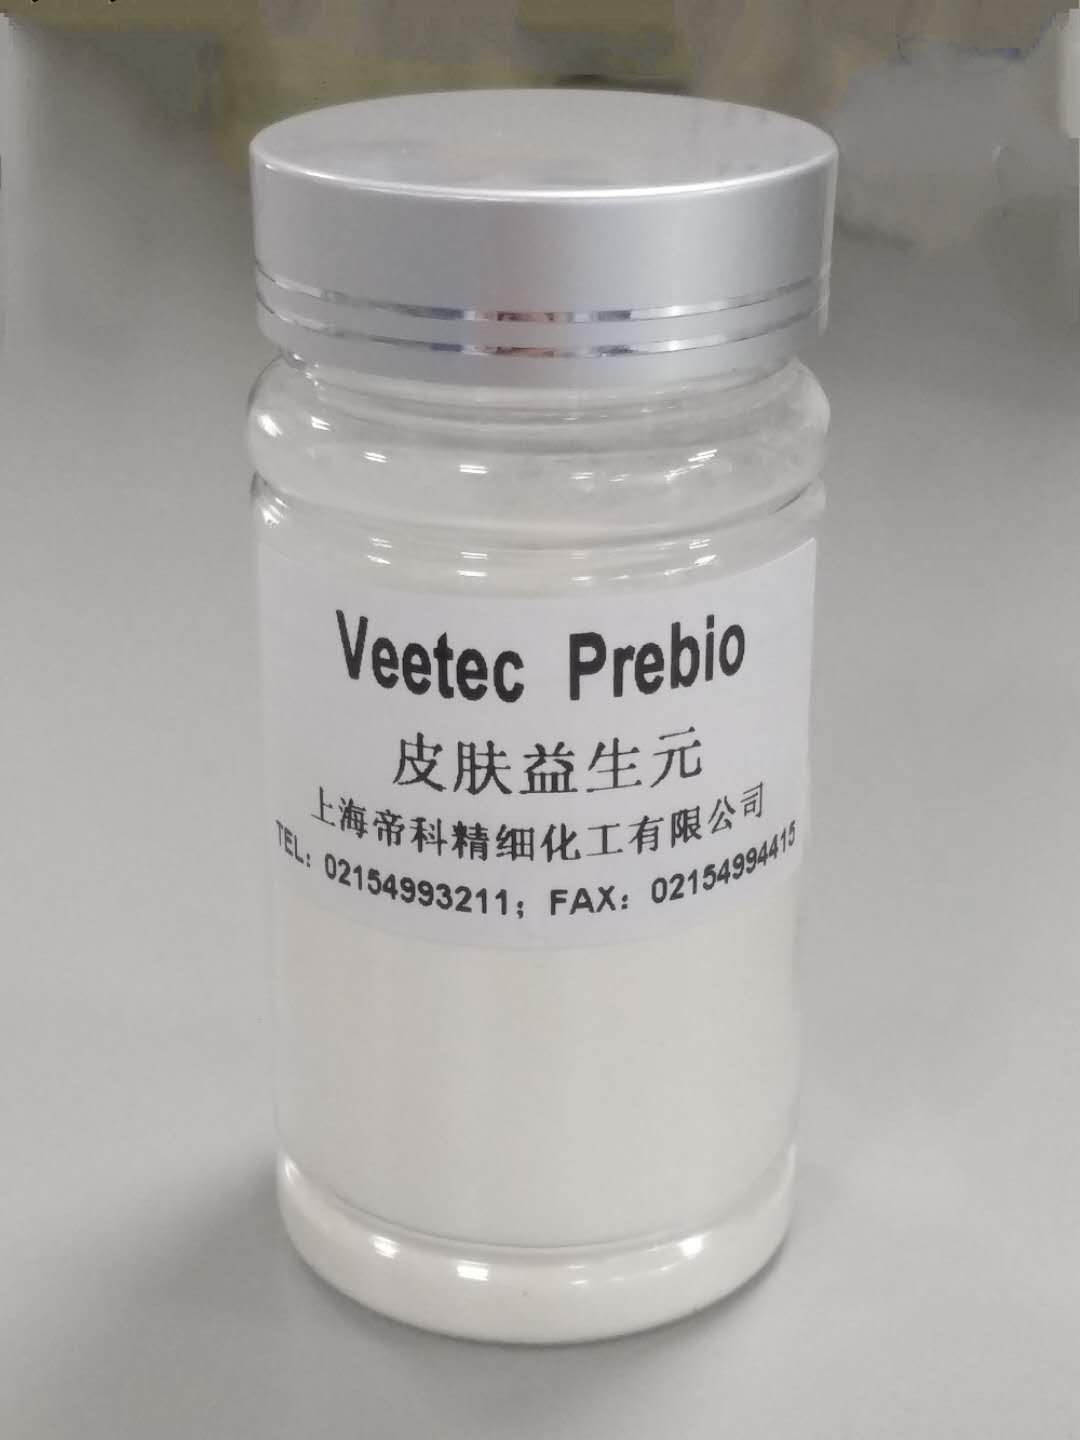 Veetec Prebio
皮肤益生元
上海帝科精细化工有限公司
TEL：02154993211；FAX：02154994415